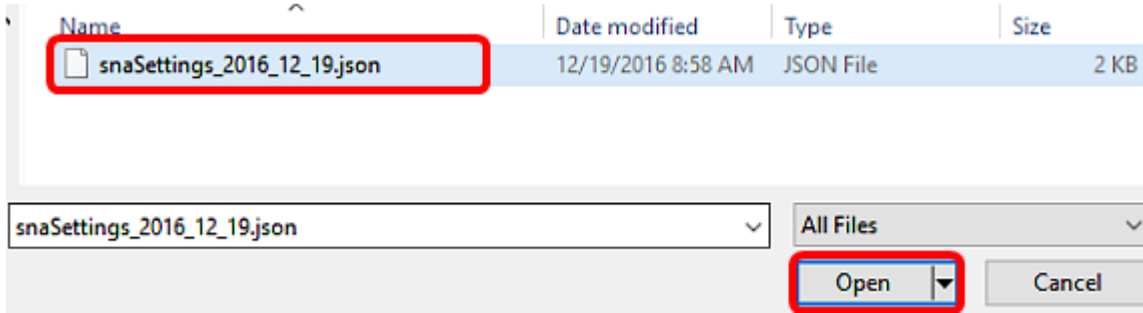 Name Date modified Type Size
snaSettings_2016_12_19.json 12/19/2016 8:58 AM JSON File 2 KB
snaSettings_2016_12_19.json All Files
Open Cancel